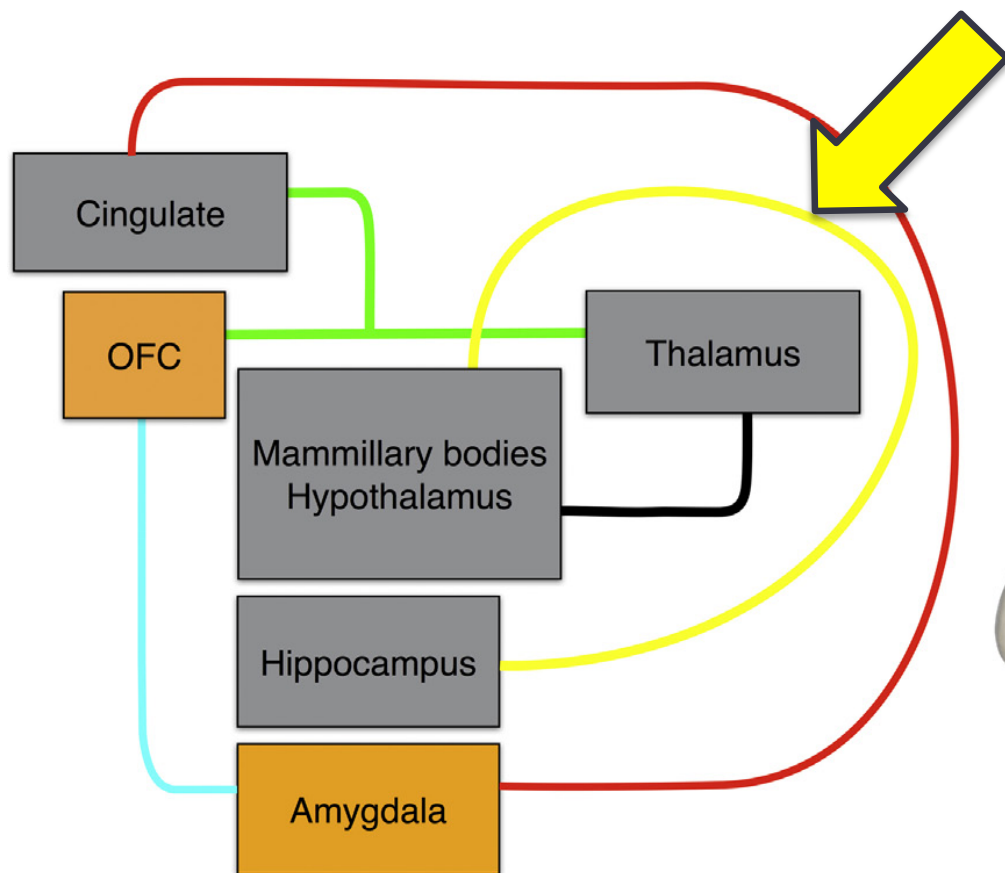 Cingulate
OFC
Thalamus
Mammillary bodies
Hypothalamus
Hippocampus
Amygdala